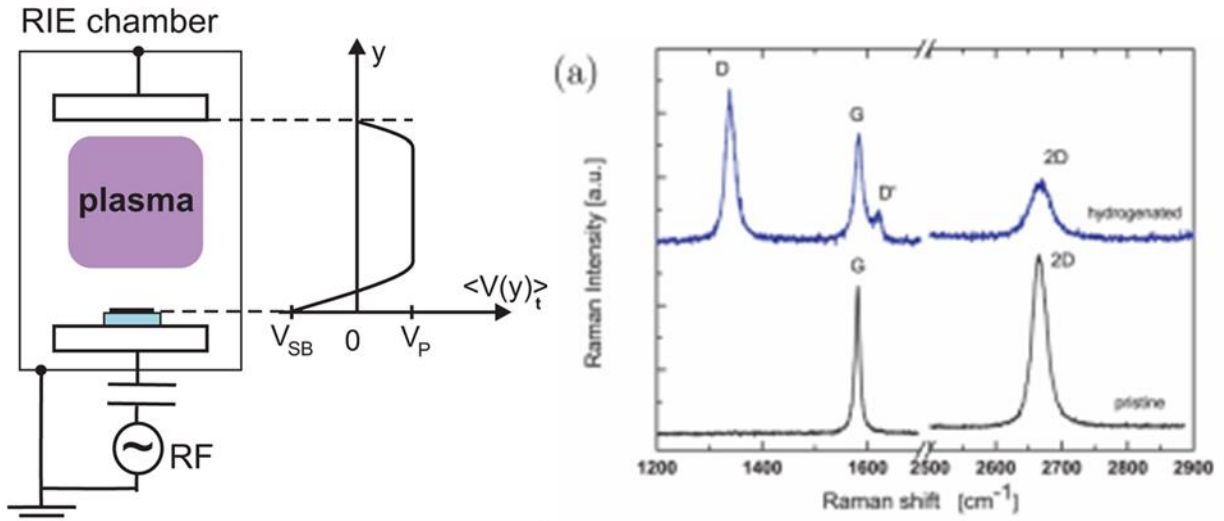 RIE chamber
plasma
RF
y
<V(y)>t
VSB 0 VP
(a)
D
G
D'
2D
hydrogenated
G
2D
pristine
Raman Intensity [a.u.]
1200 1400 1600 2500 2600 2700 2800 2900
Raman shift [cm-1]